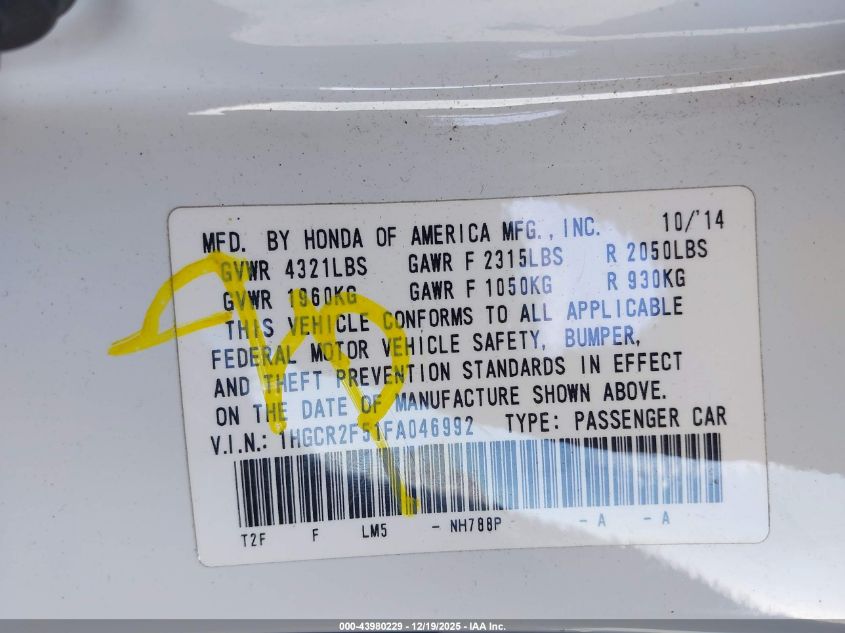 MFD. BY HONDA OF AMERICA MFG., INC. 10/'14
GVWR 4321LBS GAWR F 2315LBS R 2050LBS
GVWR 1960KG GAWR F 1050KG R 930KG
THIS VEHICLE CONFORMS TO ALL APPLICABLE
FEDERAL MOTOR VEHICLE SAFETY, BUMPER,
AND THEFT PREVENTION STANDARDS IN EFFECT
ON THE DATE OF MANUFACTURE SHOWN ABOVE.
V.I.N.: 1HGCR2F51FA046992 TYPE: PASSENGER CAR
T2F F LM5 - NH788P - A - A
000-43980229 - 12/19/2025 - IAA Inc.